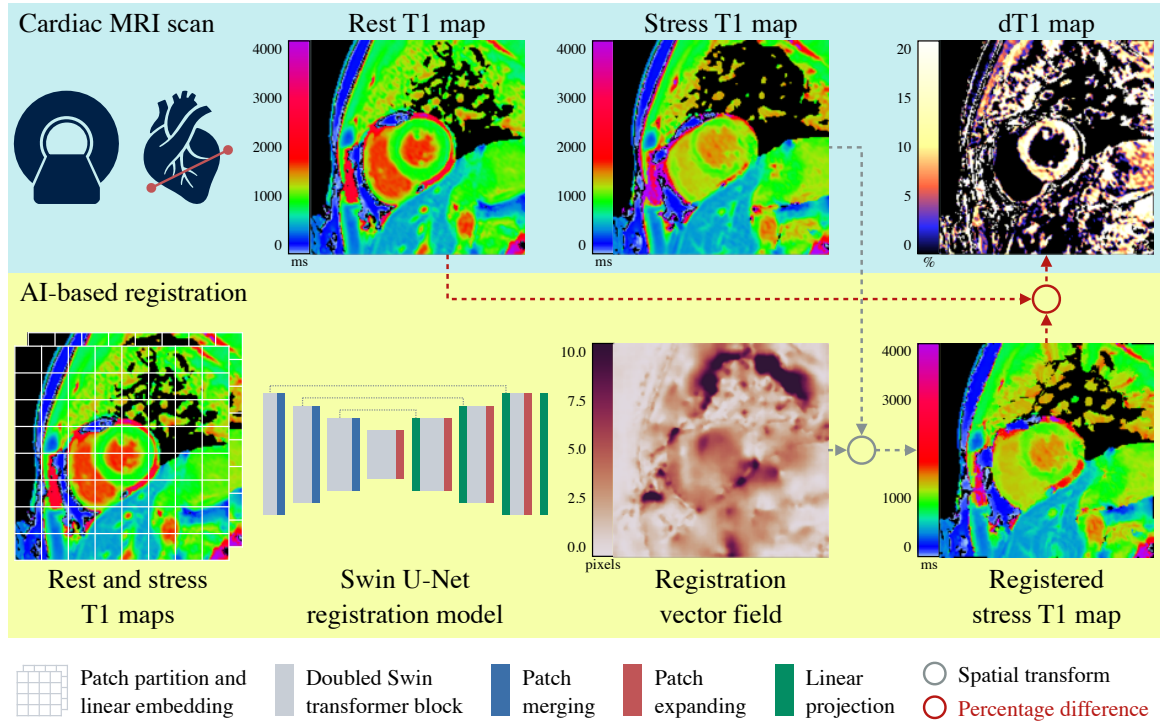 Cardiac MRI scan
Rest T1 map
Stress T1 map
dT1 map
4000
3000
2000
1000
0
ms
4000
3000
2000
1000
0
ms
20
15
10
5
0
%
AI-based registration
10.0
7.5
5.0
2.5
0.0
pixels
4000
3000
2000
1000
0
ms
Rest and stress
T1 maps
Swin U-Net
registration model
Registration
vector field
Registered
stress T1 map
Patch partition and
linear embedding
Doubled Swin
transformer block
Patch
merging
Patch
expanding
Linear
projection
Spatial transform
Percentage difference